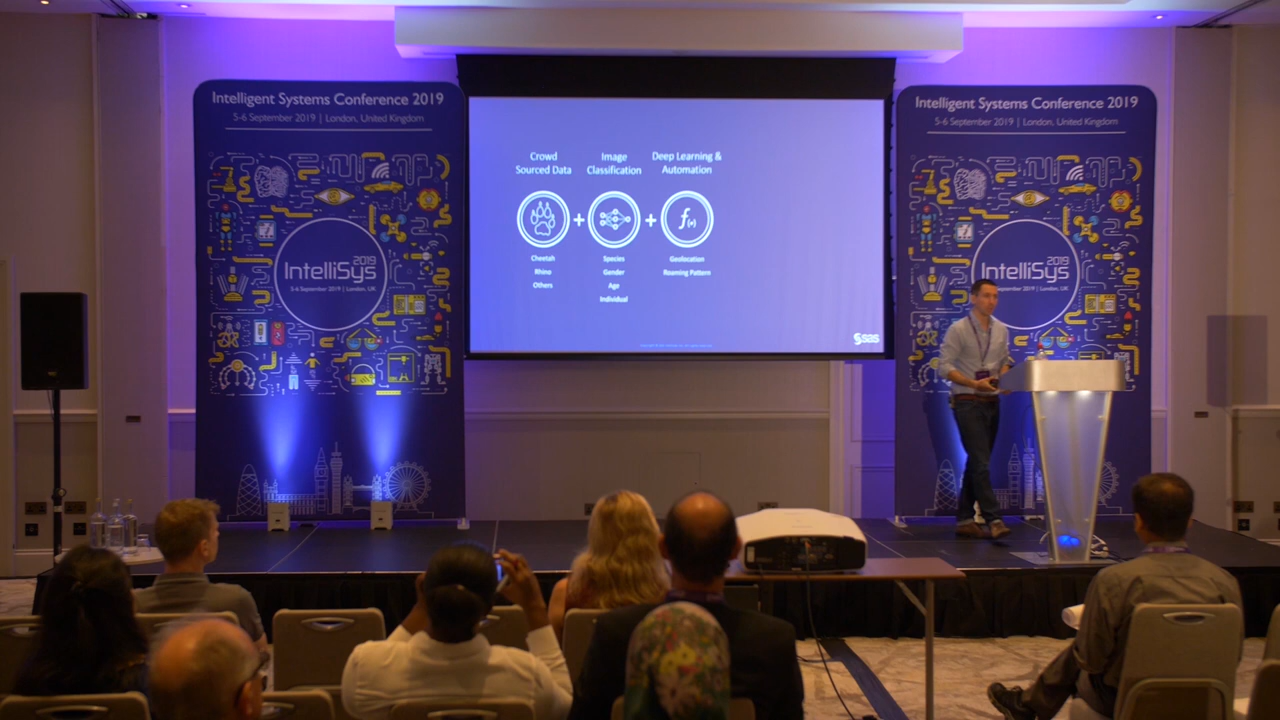 Intelligent Systems Conference 2019
5-6 September 2019 | London, United Kingdom
2019
IntelliSys
5-6 September 2019 | London, UK
Crowd
Sourced Data
Image
Classification
Deep Learning &
Automation
+
+
f(x)
Cheetah
Rhino
Others
Species
Gender
Age
Individual
Geolocation
Roaming Pattern
sas
Intelligent Systems Conference 2019
5-6 September 2019 | London, United Kingdom
2019
IntelliSys
September 2019 | London, UK